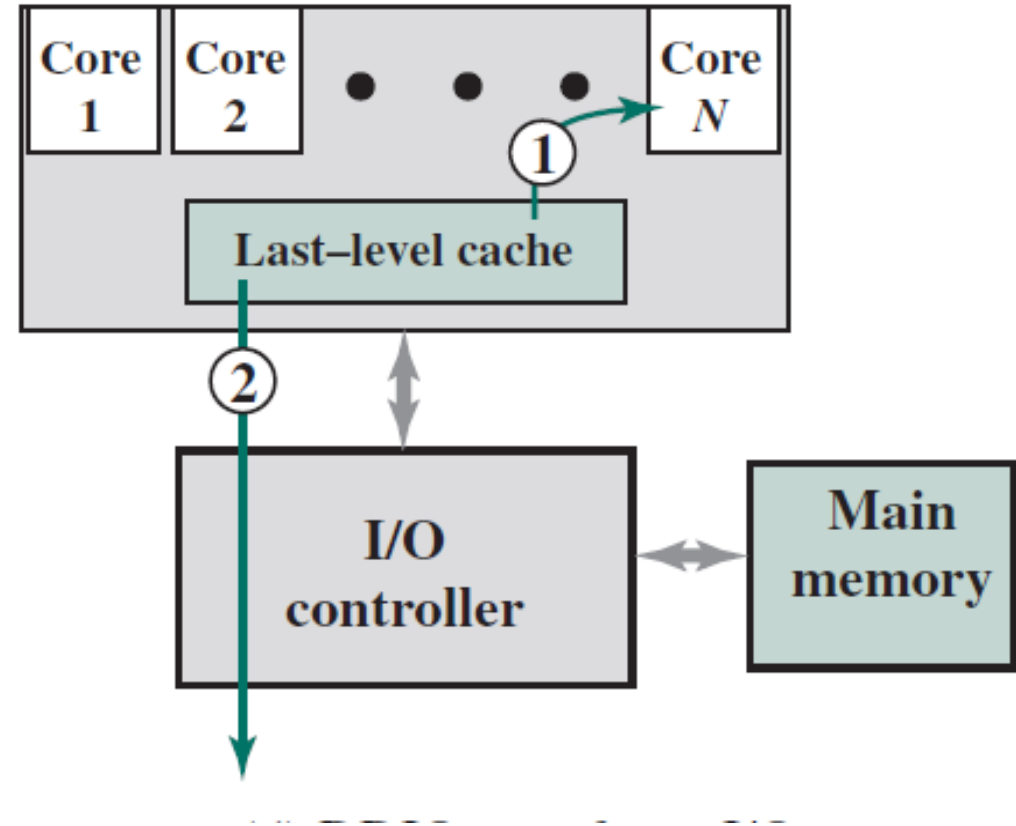 Core
1
Core
2
Core
N
1
Last–level cache
2
I/O
controller
Main
memory